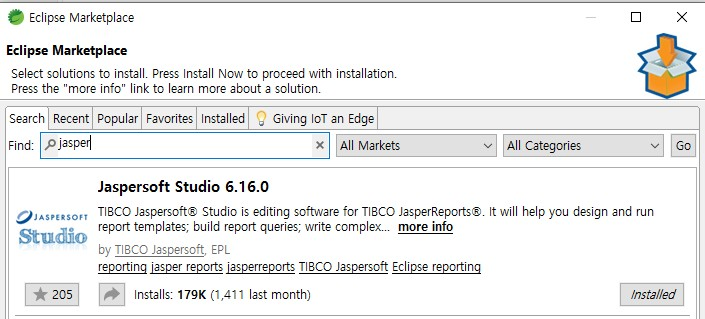 Eclipse Marketplace
Eclipse Marketplace
Select solutions to install. Press Install Now to proceed with installation.
Press the "more info" link to learn more about a solution.
Search Recent Popular Favorites Installed Giving IoT an Edge
Find: jasper All Markets All Categories Go
Jaspersoft Studio 6.16.0
JASPERSOFT
Studio
TIBCO Jaspersoft® Studio is editing software for TIBCO JasperReports®. It will help you design and run
report templates; build report queries; write complex... more info
by TIBCO Jaspersoft, EPL
reporting jasper reports jasperreports TIBCO Jaspersoft Eclipse reporting
205 Installs: 179K (1,411 last month) Installed